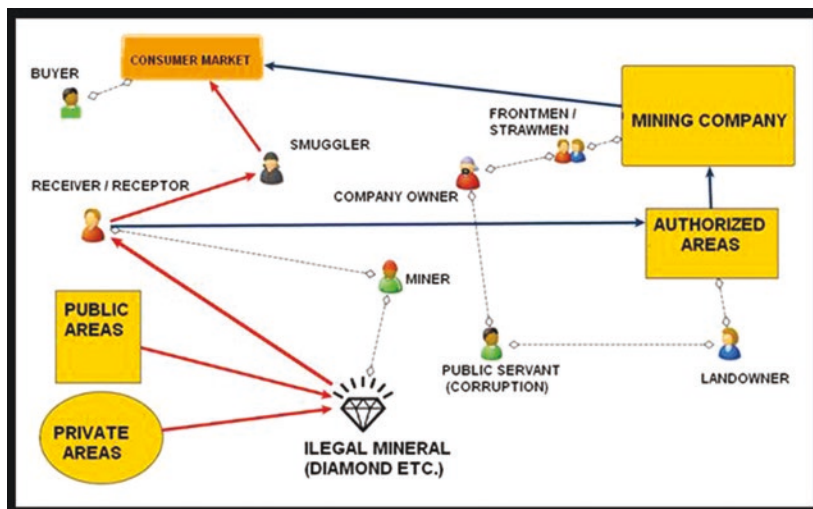 CONSUMER MARKET
BUYER
FRONTMEN /
STRAWMEN
MINING COMPANY
SMUGGLER
RECEIVER / RECEPTOR
COMPANY OWNER
AUTHORIZED
AREAS
MINER
PUBLIC
AREAS
PUBLIC SERVANT
(CORRUPTION)
LANDOWNER
PRIVATE
AREAS
ILEGAL MINERAL
(DIAMOND ETC.)